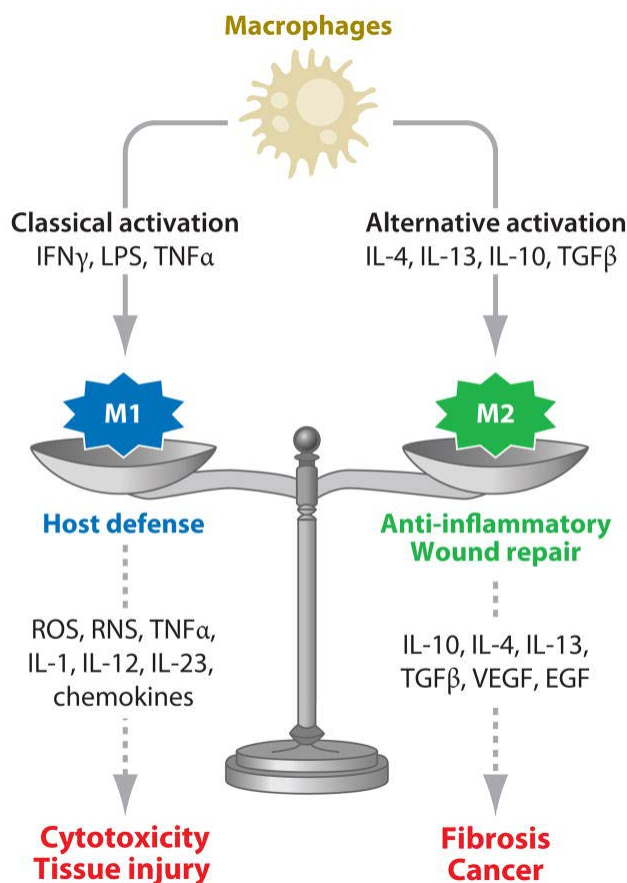 Macrophages
Classical activation
IFNγ, LPS, TNFα
Alternative activation
IL-4, IL-13, IL-10, TGFβ
M1
M2
Host defense
Anti-inflammatory
Wound repair
ROS, RNS, TNFα,
IL-1, IL-12, IL-23,
chemokines
IL-10, IL-4, IL-13,
TGFβ, VEGF, EGF
Cytotoxicity
Tissue injury
Fibrosis
Cancer